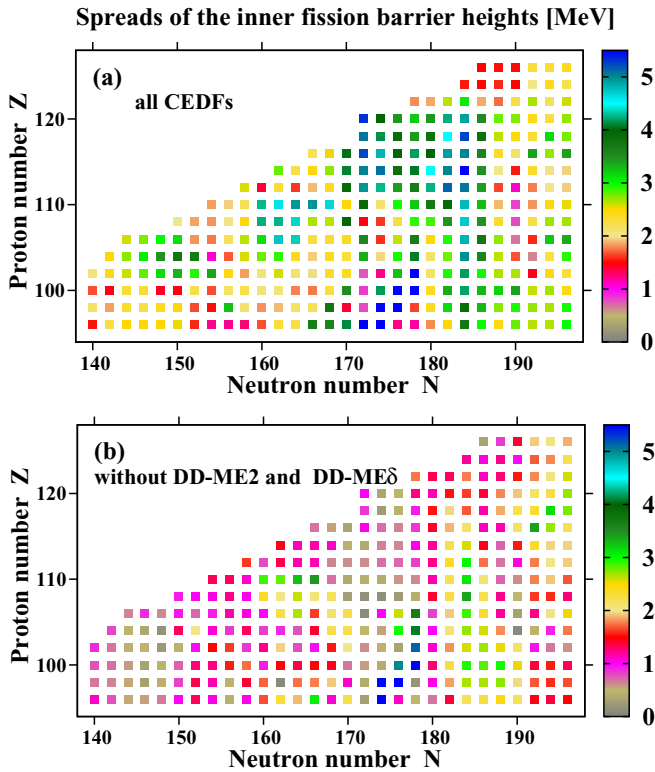 Spreads of the inner fission barrier heights [MeV]
(a)
all CEDFs
Proton number Z
120
110
100
140 150 160 170 180 190
Neutron number N
5
4
3
2
1
0
(b)
without DD-ME2 and DD-MEδ
Proton number Z
120
110
100
140 150 160 170 180 190
Neutron number N
5
4
3
2
1
0